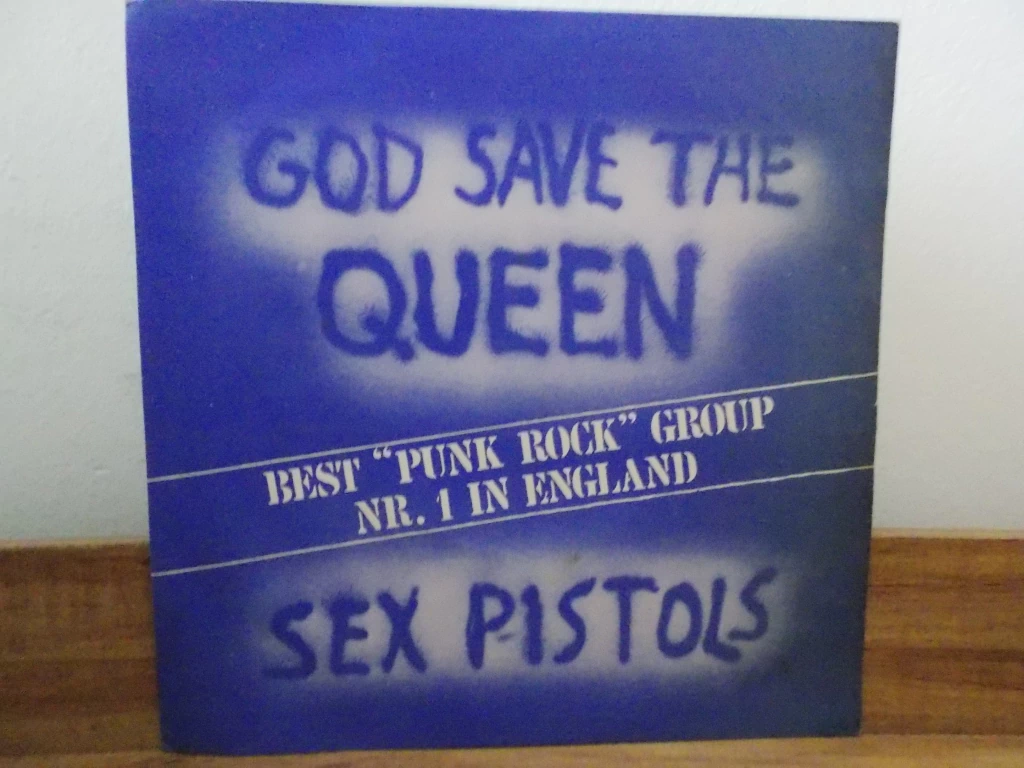 GOD SAVE THE
QUEEN
BEST “PUNK ROCK” GROUP
NR. 1 IN ENGLAND
SEX PISTOLS